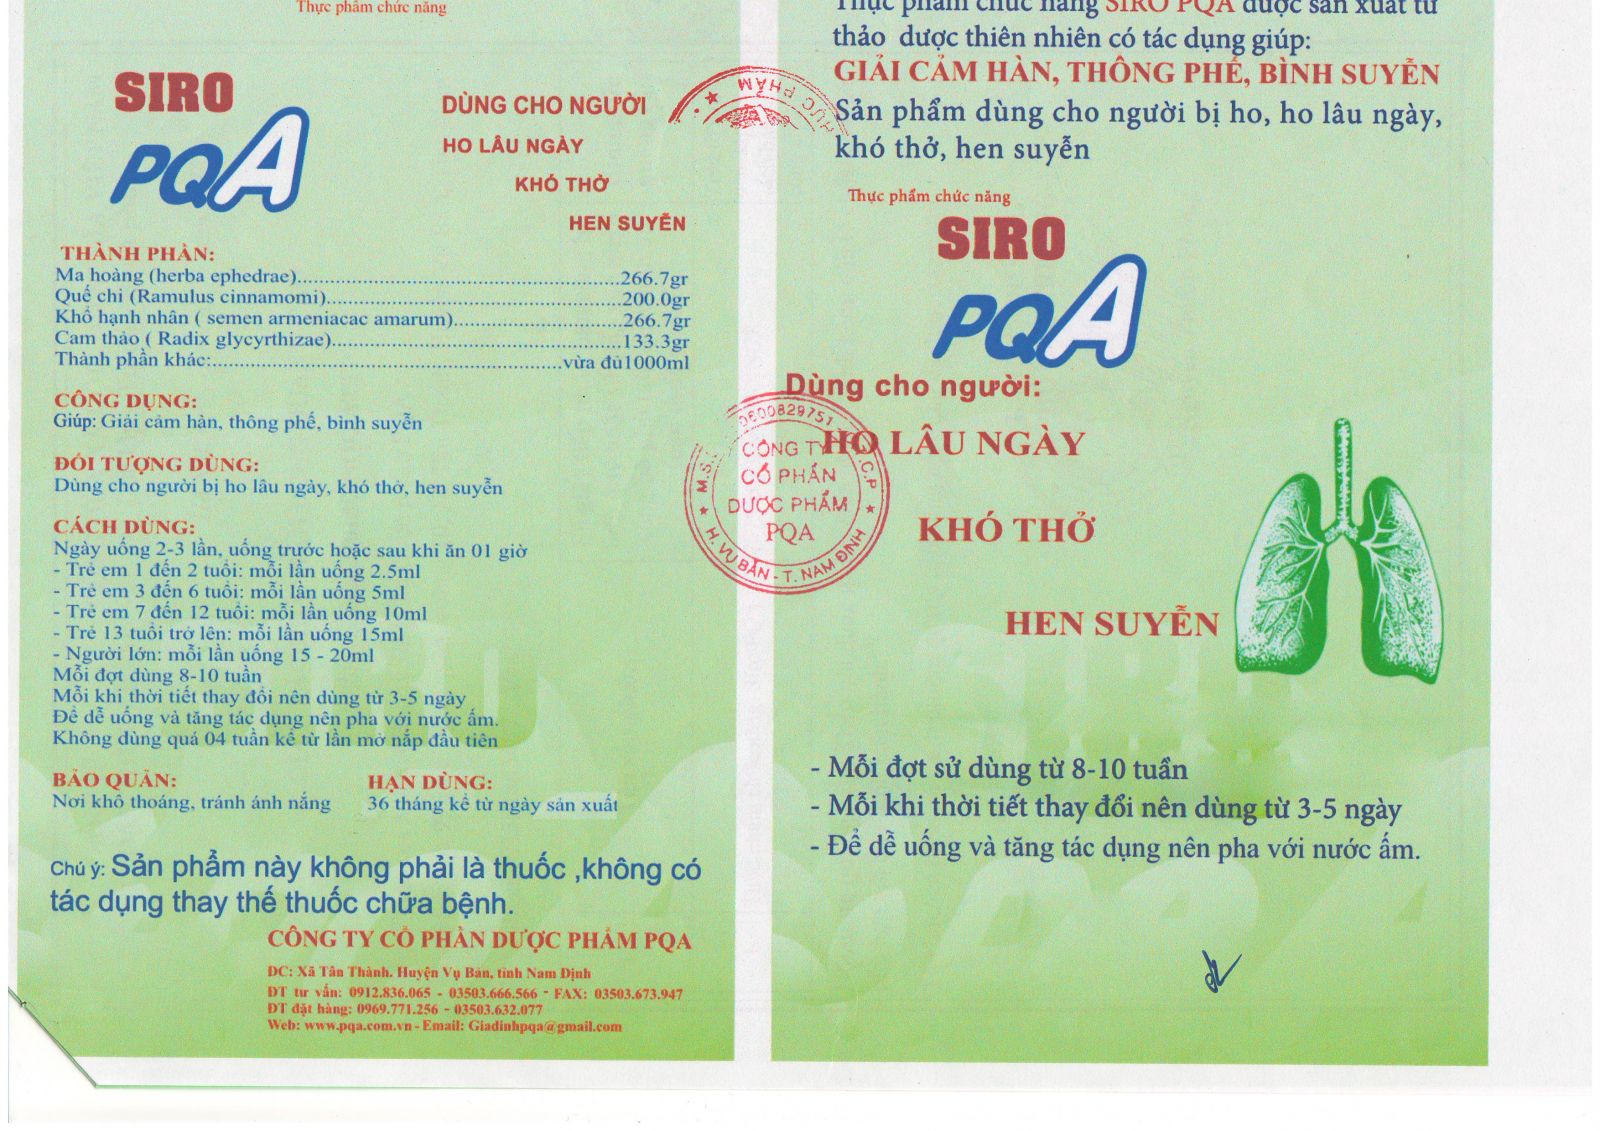 Thực phẩm chức năng
SIRO
PQA
DÙNG CHO NGƯỜI
HO LÂU NGÀY
KHÓ THỞ
HEN SUYỄN
THÀNH PHẦN:
Ma hoàng (herba ephedrae)..........................................................266.7gr
Quế chi (Ramulus cinnamomi).....................................................200.0gr
Khổ hạnh nhân ( semen armeniacac amarum)..............................266.7gr
Cam thảo ( Radix glycyrthizae)....................................................133.3gr
Thành phần khác:...............................................................vừa đủ1000ml
CÔNG DỤNG:
Giúp: Giải cảm hàn, thông phế, bình suyễn
ĐỐI TƯỢNG DÙNG:
Dùng cho người bị ho lâu ngày, khó thở, hen suyễn
CÁCH DÙNG:
Ngày uống 2-3 lần, uống trước hoặc sau khi ăn 01 giờ
- Trẻ em 1 đến 2 tuổi: mỗi lần uống 2.5ml
- Trẻ em 3 đến 6 tuổi: mỗi lần uống 5ml
- Trẻ em 7 đến 12 tuổi: mỗi lần uống 10ml
- Trẻ 13 tuổi trở lên: mỗi lần uống 15ml
- Người lớn: mỗi lần uống 15 - 20ml
Mỗi đợt dùng 8-10 tuần
Mỗi khi thời tiết thay đổi nên dùng từ 3-5 ngày
Để dễ uống và tăng tác dụng nên pha với nước ấm.
Không dùng quá 04 tuần kể từ lần mở nắp đầu tiên
BẢO QUẢN:
Nơi khô thoáng, tránh ánh nắng
HẠN DÙNG:
36 tháng kể từ ngày sản xuất
Chú ý: Sản phẩm này không phải là thuốc ,không có
tác dụng thay thế thuốc chữa bệnh.
CÔNG TY CỔ PHẦN DƯỢC PHẨM PQA
ĐC: Xã Tân Thành. Huyện Vụ Bản, tỉnh Nam Định
ĐT tư vấn: 0912.836.065 - 03503.666.566 - FAX: 03503.673.947
ĐT đặt hàng: 0969.771.256 - 03503.632.077
Web: www.pqa.com.vn - Email: Giadinhpqa@gmail.com
Thực phẩm chức năng SIRO PQA được sản xuất từ
thảo dược thiên nhiên có tác dụng giúp:
GIẢI CẢM HÀN, THÔNG PHẾ, BÌNH SUYỄN
Sản phẩm dùng cho người bị ho, ho lâu ngày,
khó thở, hen suyễn
Thực phẩm chức năng
SIRO
PQA
Dùng cho người:
HO LÂU NGÀY
KHÓ THỞ
HEN SUYỄN
- Mỗi đợt sử dùng từ 8-10 tuần
- Mỗi khi thời tiết thay đổi nên dùng từ 3-5 ngày
- Để dễ uống và tăng tác dụng nên pha với nước ấm.
0600829751
CÔNG TY
CỔ PHẦN
DƯỢC PHẨM
PQA
H. VỤ BẢN - T. NAM ĐỊNH